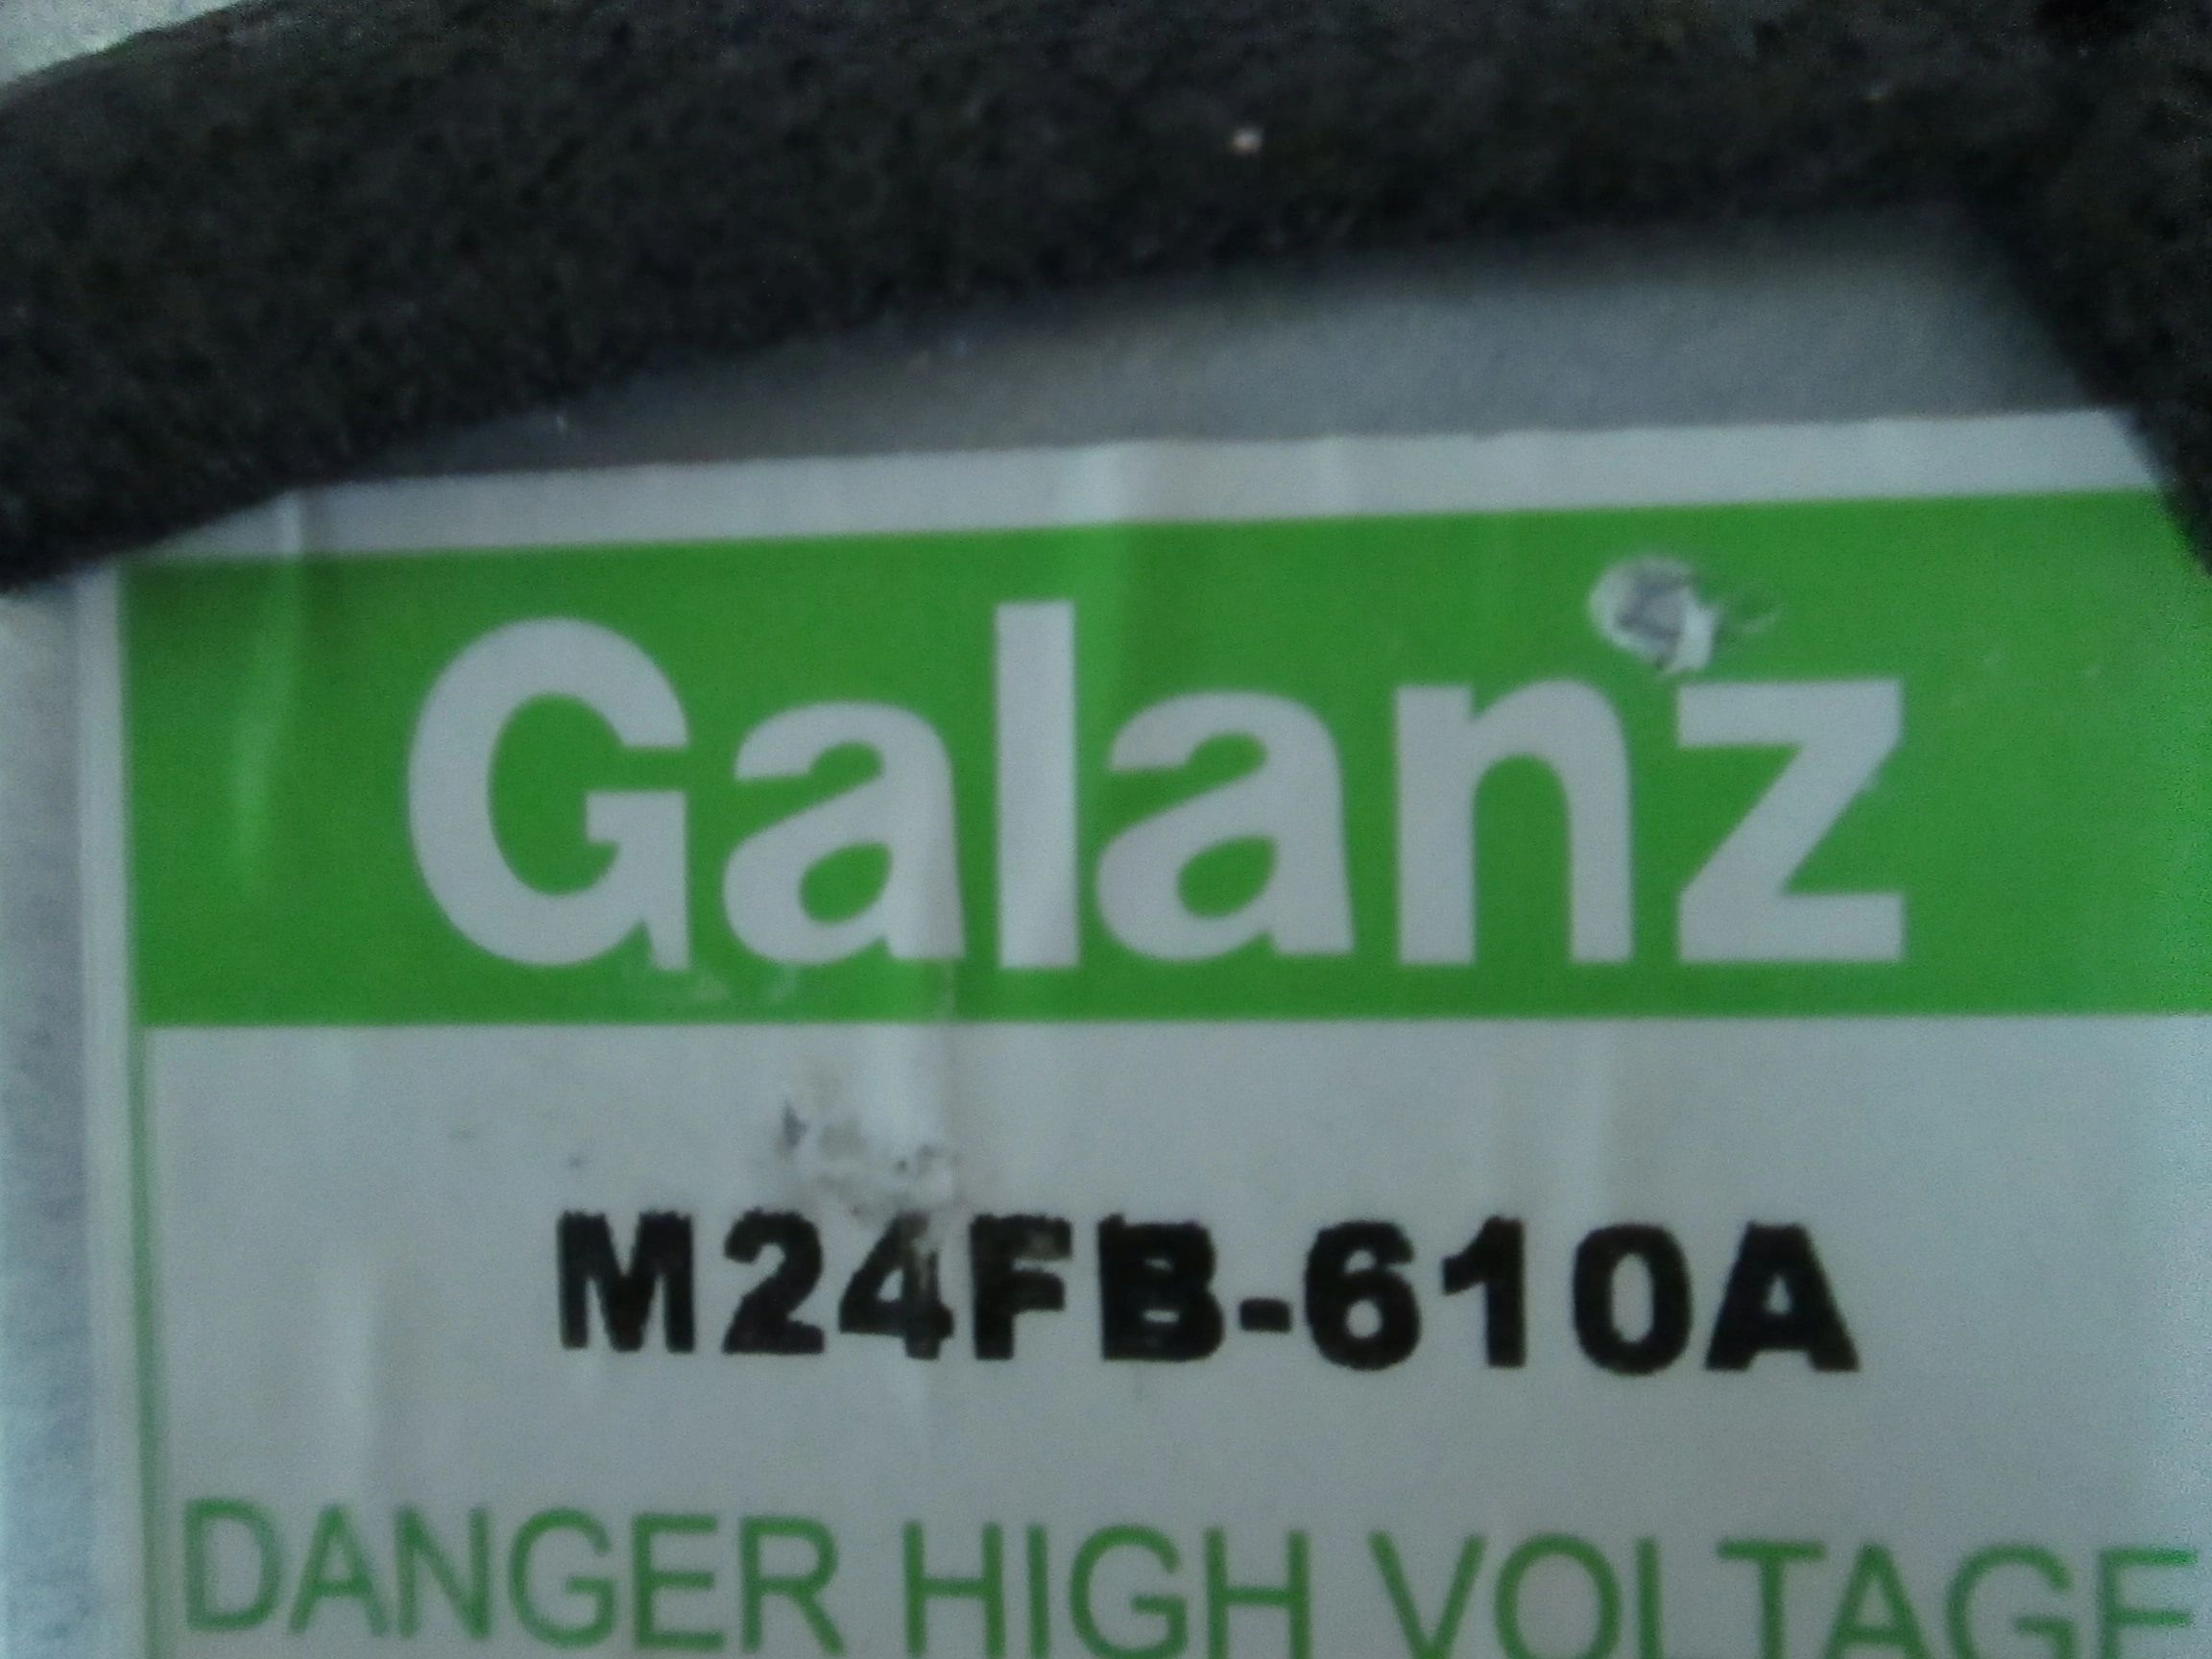 Galanz
M24FB-610A
DANGER HIGH VOLTAGE